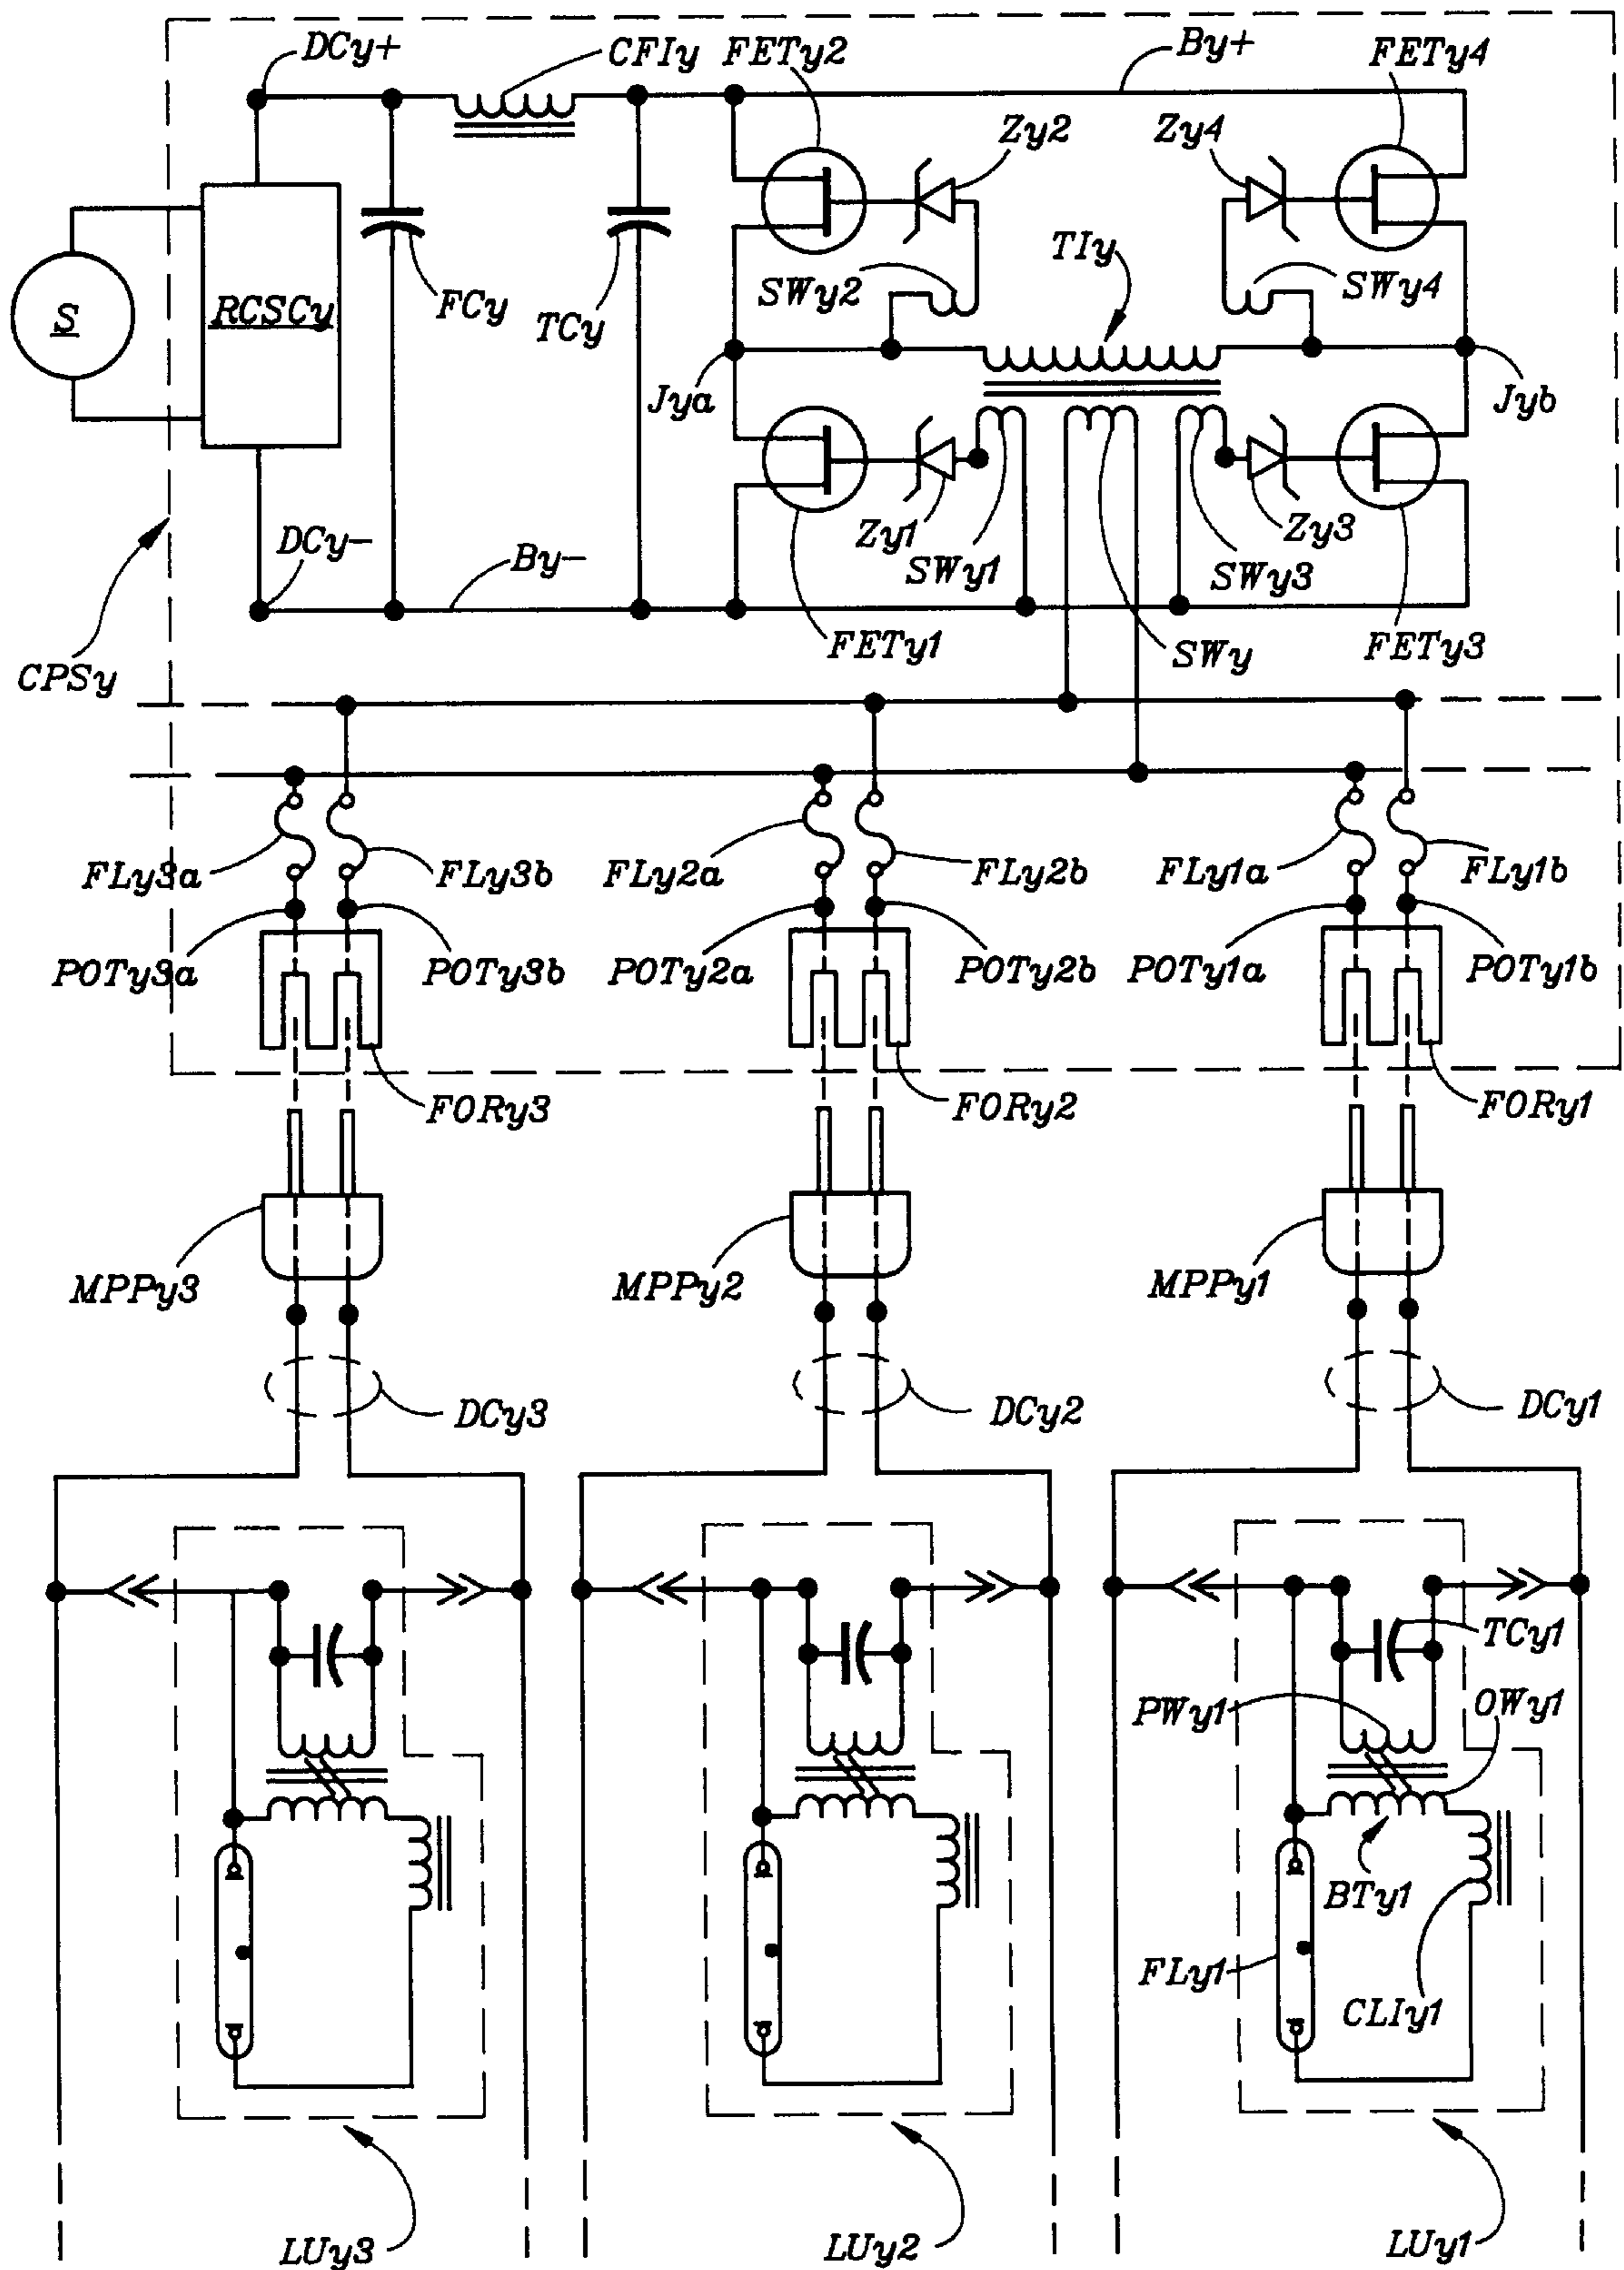 DCy+
CFIy
FETy2
By+
FETy4
Zy2
Zy4
S
RCSCy
FCy
TCy
SWy2
TIy
SWy4
Jya
Jyb
DCy-
By-
Zy1
SWy1
Zy3
SWy3
CPSy
FETy1
SWy
FETy3
FLy3a
FLy3b
FLy2a
FLy2b
FLy1a
FLy1b
POTy3a
POTy3b
POTy2a
POTy2b
POTy1a
POTy1b
FORy3
FORy2
FORy1
MPPy3
MPPy2
MPPy1
DCy3
DCy2
DCy1
TCy1
PWy1
OWy1
BTy1
FLy1
CLIy1
LUy3
LUy2
LUy1